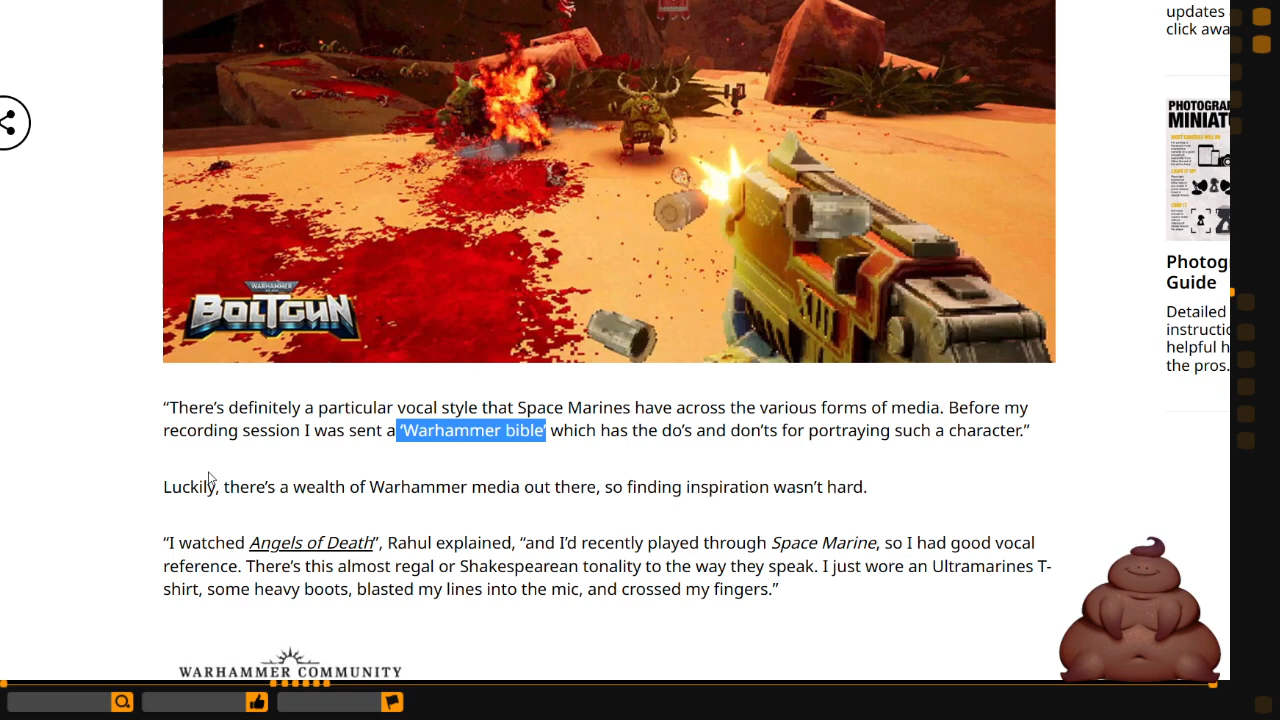 updates
click awa
PHOTOGRA
MINIAT
WARHAMMER
BOLTGUN
Photog
Guide
Detailed
instructio
helpful h
the pros.
“There’s definitely a particular vocal style that Space Marines have across the various forms of media. Before my
recording session I was sent a ‘Warhammer bible’ which has the do’s and don’ts for portraying such a character.”
Luckily, there’s a wealth of Warhammer media out there, so finding inspiration wasn’t hard.
“I watched Angels of Death”, Rahul explained, “and I’d recently played through Space Marine, so I had good vocal
reference. There’s this almost regal or Shakespearean tonality to the way they speak. I just wore an Ultramarines T-
shirt, some heavy boots, blasted my lines into the mic, and crossed my fingers.”
WARHAMMER COMMUNITY